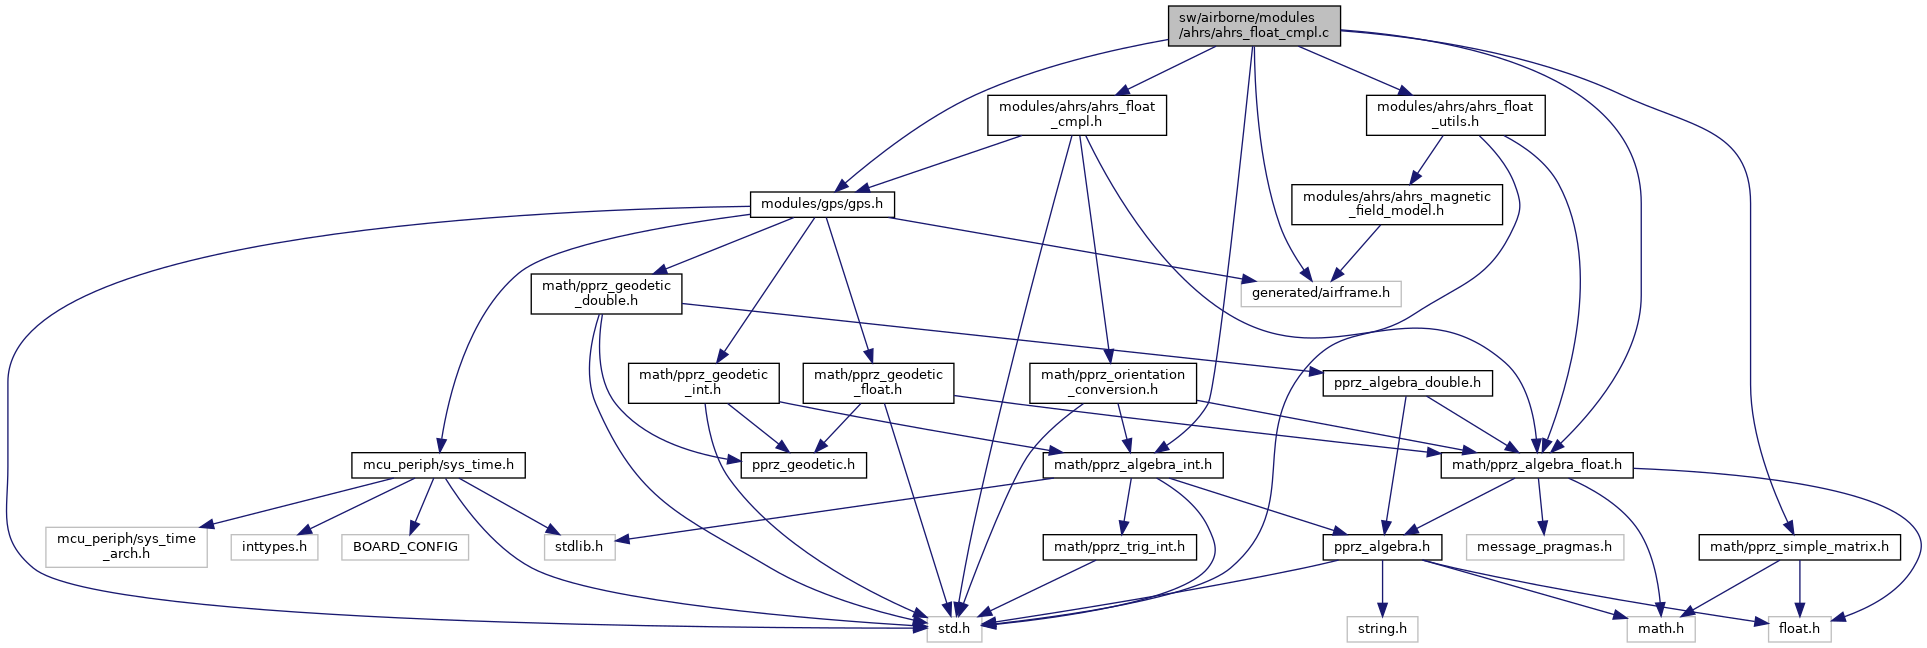 sw/airborne/modules
/ahrs/ahrs_float_cmpl.c
modules/ahrs/ahrs_float
_cmpl.h
modules/ahrs/ahrs_float
_utils.h
modules/gps/gps.h
modules/ahrs/ahrs_magnetic
_field_model.h
math/pprz_geodetic
_double.h
generated/airframe.h
math/pprz_geodetic
_int.h
math/pprz_geodetic
_float.h
math/pprz_orientation
_conversion.h
pprz_algebra_double.h
mcu_periph/sys_time.h
pprz_geodetic.h
math/pprz_algebra_int.h
math/pprz_algebra_float.h
mcu_periph/sys_time
_arch.h
inttypes.h
BOARD_CONFIG
stdlib.h
math/pprz_trig_int.h
pprz_algebra.h
message_pragmas.h
math/pprz_simple_matrix.h
std.h
string.h
math.h
float.h